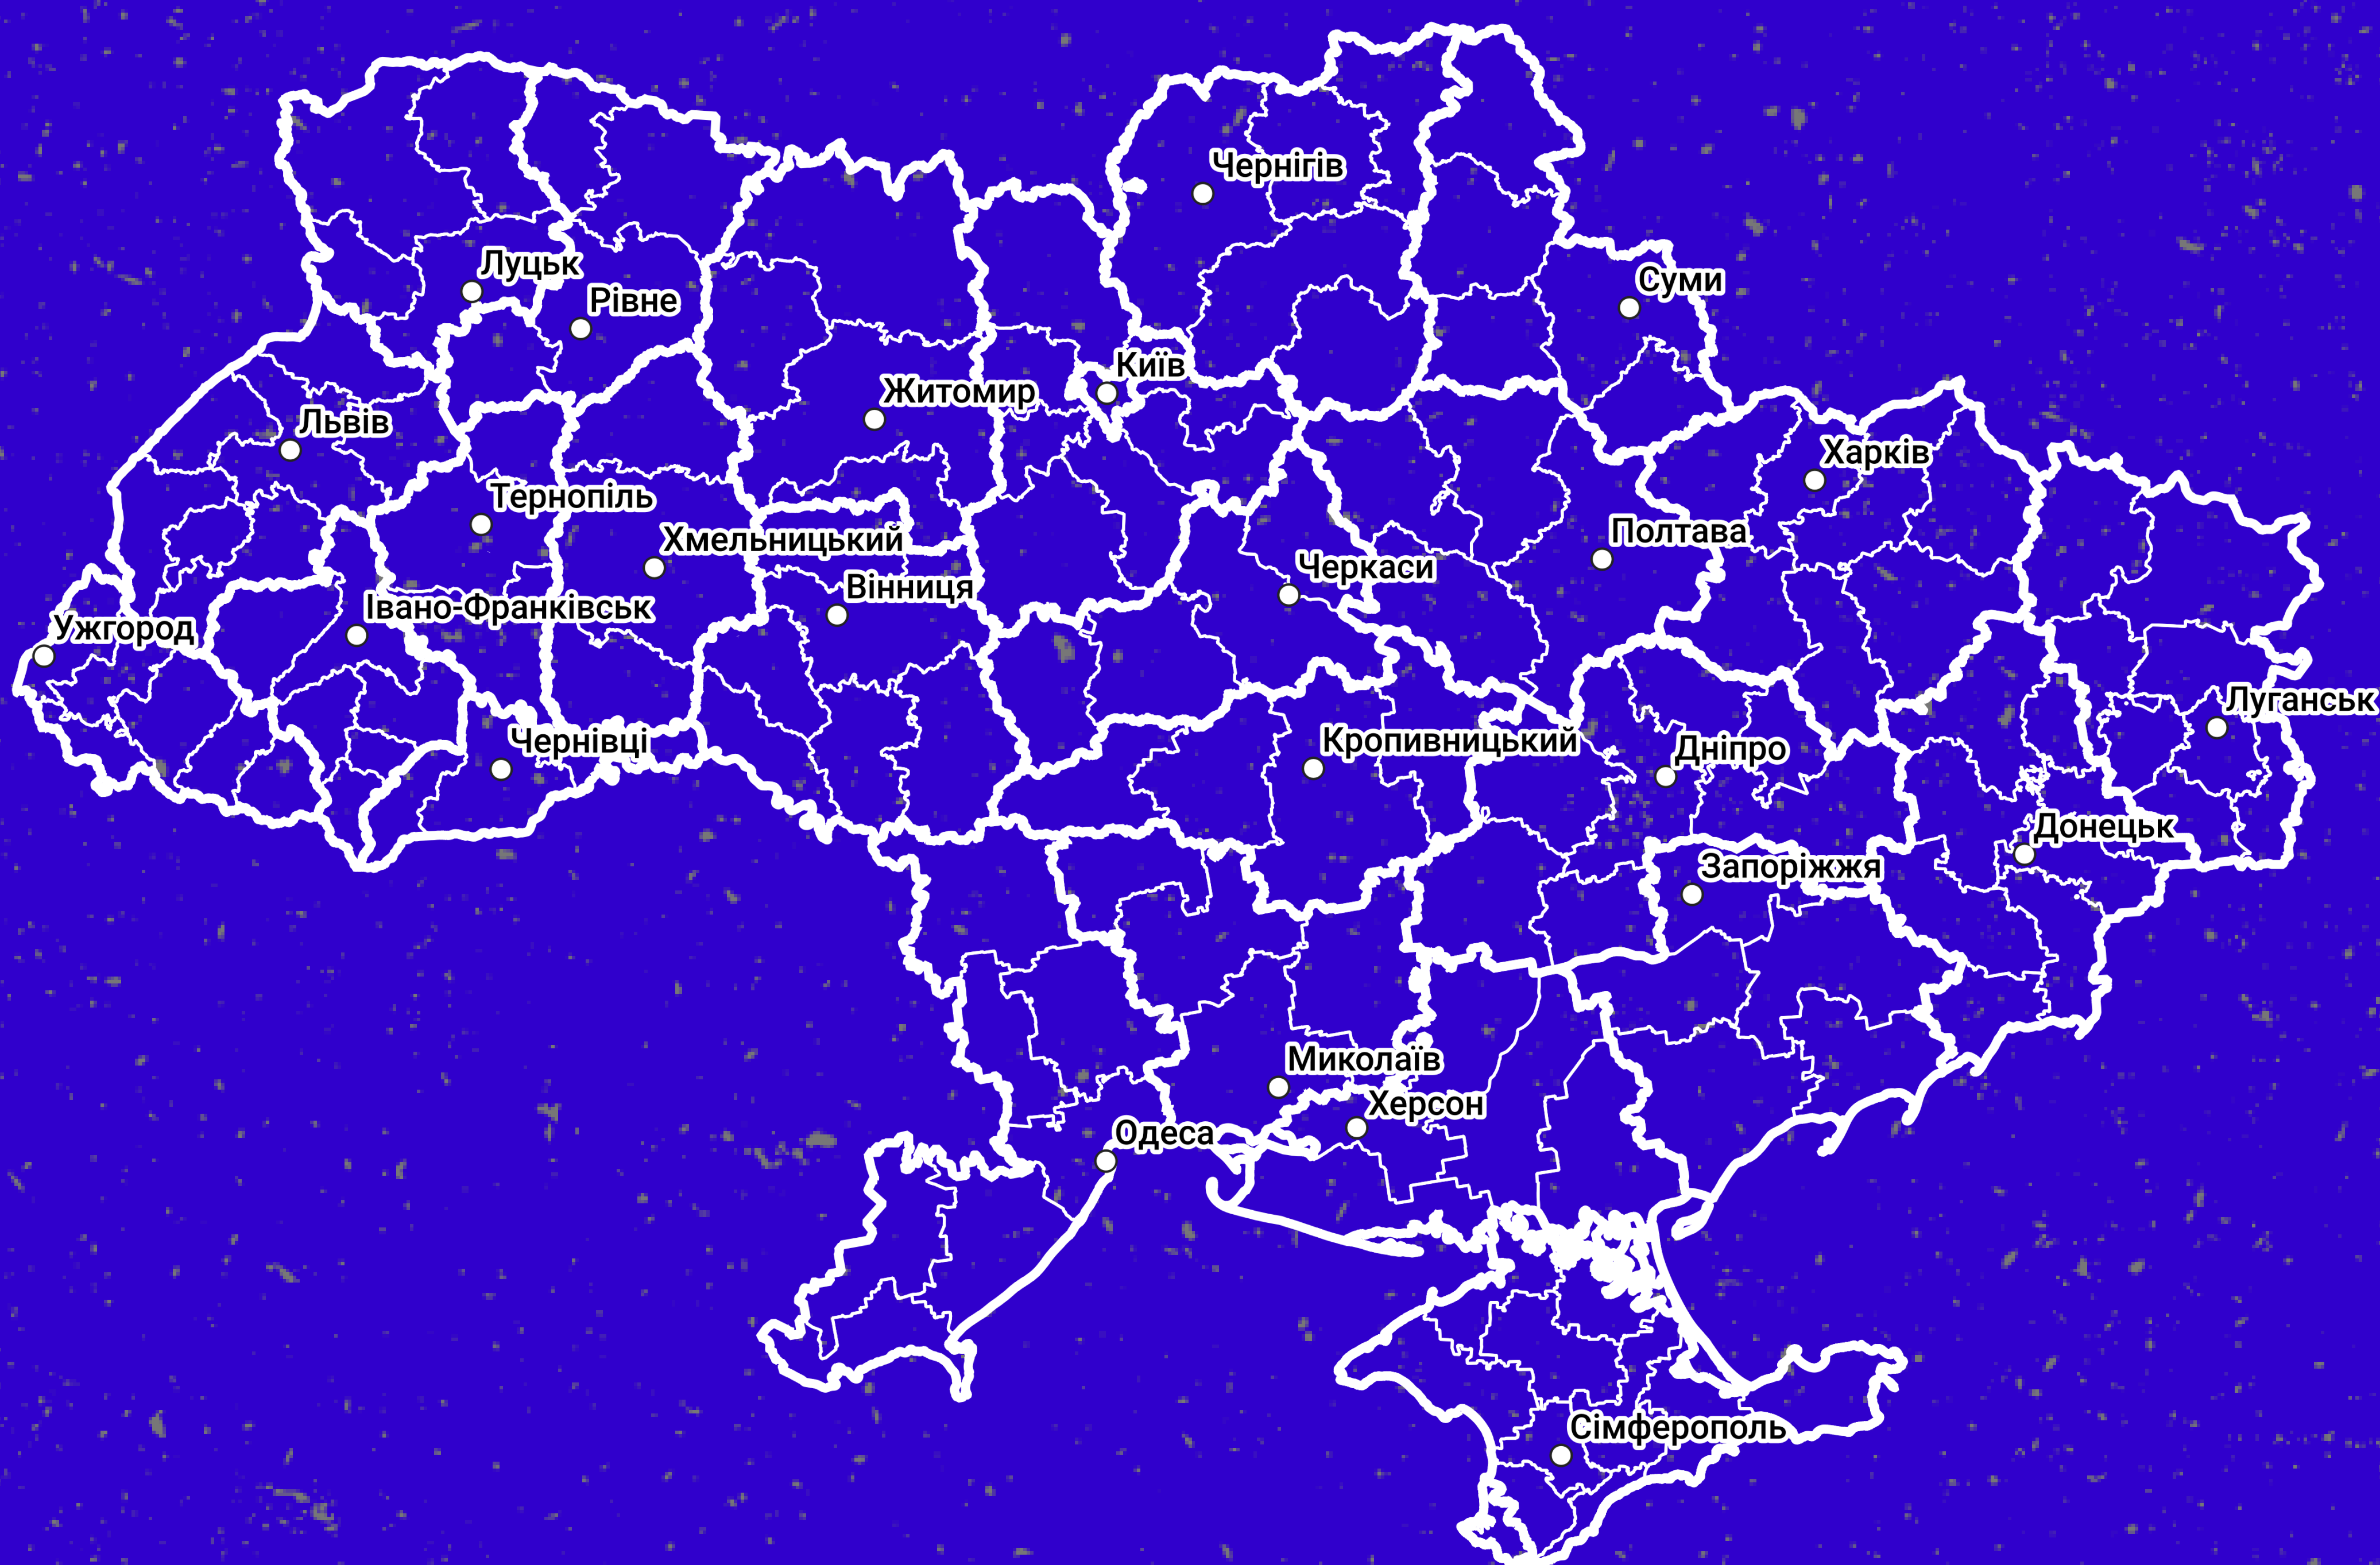 Чернігів
Луцьк
Суми
Рівне
Київ
Житомир
Львів
Харків
Тернопіль
Полтава
Хмельницький
Черкаси
Вінниця
Івано-Франківськ
Ужгород
Луганськ
Чернівці
Кропивницький
Дніпро
Донецьк
Запоріжжя
Миколаїв
Херсон
Одеса
Сімферополь